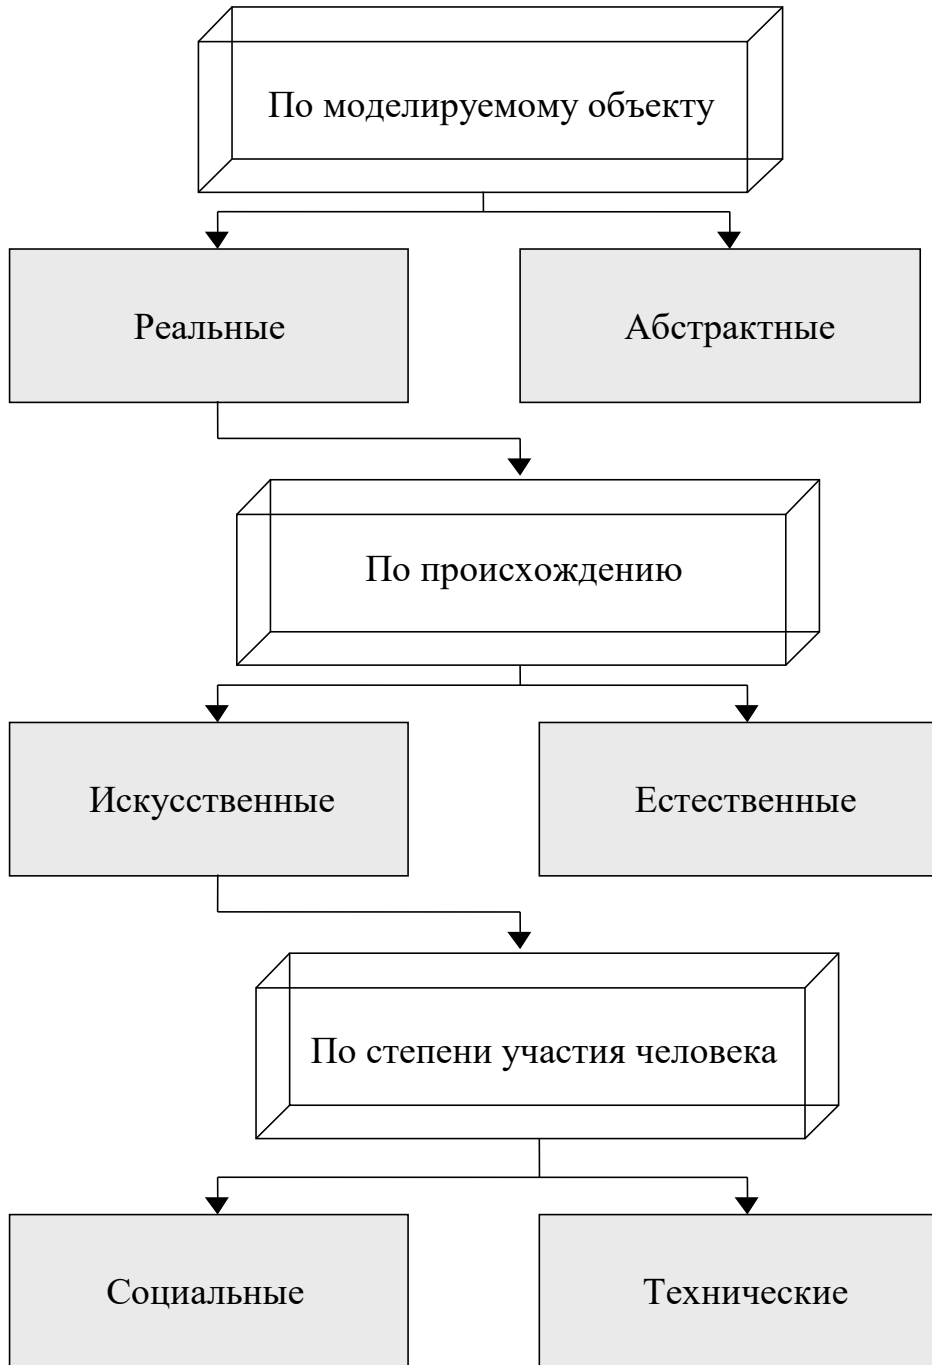 По моделируемому объекту
Реальные
Абстрактные
По происхождению
Искусственные
Естественные
По степени участия человека
Социальные
Технические